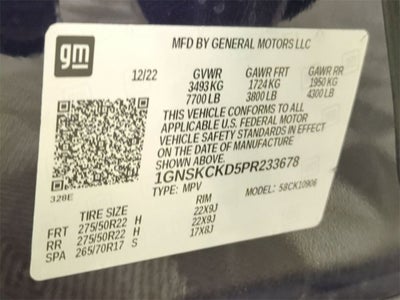 gm
MFD BY GENERAL MOTORS LLC
12/22 GVWR GAWR FRT GAWR RR
3493 KG 1724 KG 1950 KG
7700 LB 3800 LB 4300 LB
THIS VEHICLE CONFORMS TO ALL
APPLICABLE U.S. FEDERAL MOTOR
VEHICLE SAFETY STANDARDS IN EFFECT
ON THE DATE OF MANUFACTURE
SHOWN ABOVE.
1GNSKCKD5PR233678
TYPE: MPV MODEL: 58CK10906
328E
TIRE SIZE RIM
FRT 275/50R22 H 22X9J
RR 275/50R22 H 22X9J
SPA 265/70R17 S 17X8J